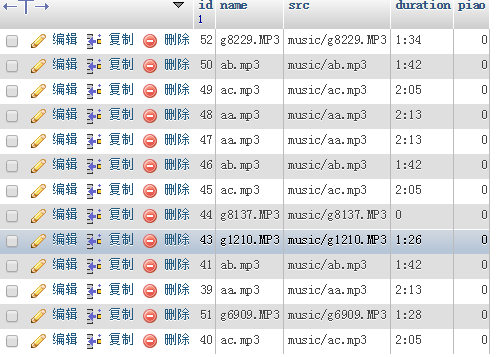 id name src duration piao
1
编辑 复制 删除 52 g8229.MP3 music/g8229.MP3 1:34 0
编辑 复制 删除 50 ab.mp3 music/ab.mp3 1:42 0
编辑 复制 删除 49 ac.mp3 music/ac.mp3 2:05 0
编辑 复制 删除 48 aa.mp3 music/aa.mp3 2:13 0
编辑 复制 删除 47 aa.mp3 music/aa.mp3 2:13 0
编辑 复制 删除 46 ab.mp3 music/ab.mp3 1:42 0
编辑 复制 删除 45 ac.mp3 music/ac.mp3 2:05 0
编辑 复制 删除 44 g8137.MP3 music/g8137.MP3 0 0
编辑 复制 删除 43 g1210.MP3 music/g1210.MP3 1:26 0
编辑 复制 删除 41 ab.mp3 music/ab.mp3 1:42 0
编辑 复制 删除 39 aa.mp3 music/aa.mp3 2:13 0
编辑 复制 删除 51 g6909.MP3 music/g6909.MP3 1:28 0
编辑 复制 删除 40 ac.mp3 music/ac.mp3 2:05 0